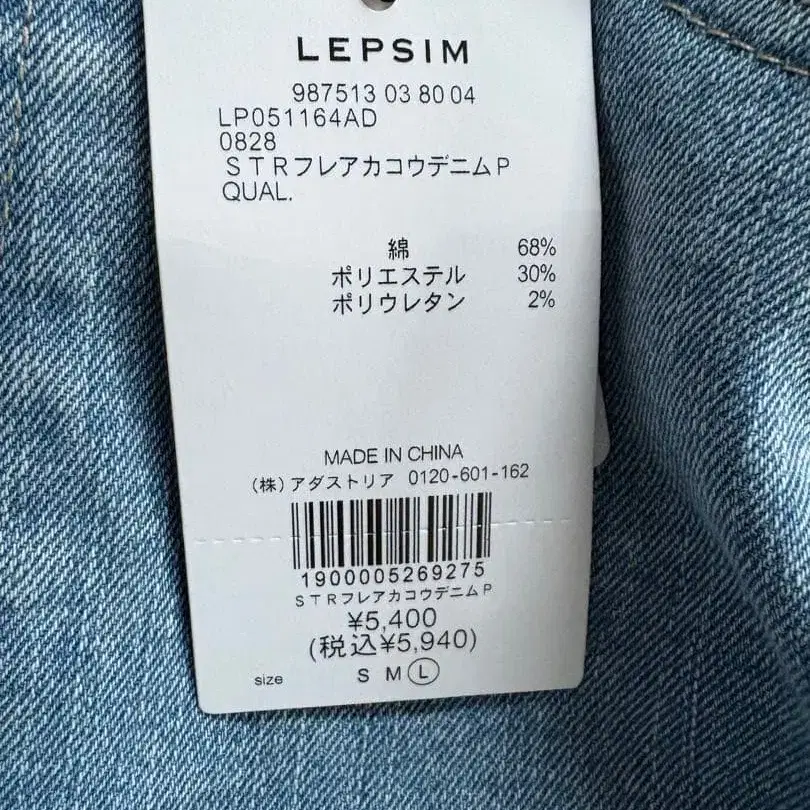 LEPSIM
987513 03 80 04
LP051164AD
0828
ＳＴＲフレアカコウデニムＰ
QUAL.
綿 68%
ポリエステル 30%
ポリウレタン 2%
MADE IN CHINA
(株)アダストリア 0120-601-162
1900005269275
ＳＴＲフレアカコウデニムＰ
¥5,400
(税込¥5,940)
size S M L